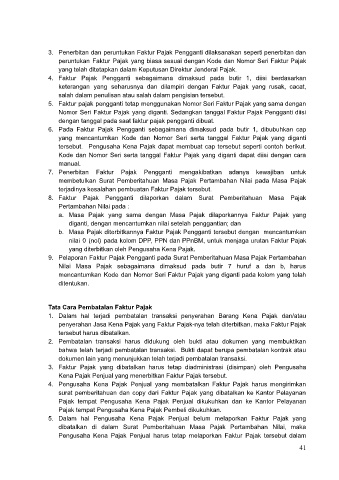 3. Penerbitan dan peruntukan Faktur Pajak Pengganti dilaksanakan seperti penerbitan dan
peruntukan Faktur Pajak yang biasa sesuai dengan Kode dan Nomor Seri Faktur Pajak
yang telah ditetapkan dalam Keputusan Direktur Jenderal Pajak.
4. Faktur Pajak Pengganti sebagaimana dimaksud pada butir 1, diisi berdasarkan
keterangan yang seharusnya dan dilampiri dengan Faktur Pajak yang rusak, cacat,
salah dalam penulisan atau salah dalam pengisian tersebut.
5. Faktur pajak pengganti tetap menggunakan Nomor Seri Faktur Pajak yang sama dengan
Nomor Seri Faktur Pajak yang diganti. Sedangkan tanggal Faktur Pajak Pengganti diisi
dengan tanggal pada saat faktur pajak pengganti dibuat.
6. Pada Faktur Pajak Pengganti sebagaimana dimaksud pada butir 1, dibubuhkan cap
yang mencantumkan Kode dan Nomor Seri serta tanggal Faktur Pajak yang diganti
tersebut. Pengusaha Kena Pajak dapat membuat cap tersebut seperti contoh berikut.
Kode dan Nomor Seri serta tanggal Faktur Pajak yang diganti dapat diisi dengan cara
manual.
7. Penerbitan Faktur Pajak Pengganti mengakibatkan adanya kewajiban untuk
membetulkan Surat Pemberitahuan Masa Pajak Pertambahan Nilai pada Masa Pajak
terjadinya kesalahan pembuatan Faktur Pajak tersebut.
8. Faktur Pajak Pengganti dilaporkan dalam Surat Pemberitahuan Masa Pajak
Pertambahan Nilai pada :
a. Masa Pajak yang sama dengan Masa Pajak dilaporkannya Faktur Pajak yang
diganti, dengan mencantumkan nilai setelah penggantian; dan
b. Masa Pajak diterbitkannya Faktur Pajak Pengganti tersebut dengan mencantumkan
nilai 0 (nol) pada kolom DPP, PPN dan PPnBM, untuk menjaga urutan Faktur Pajak
yang diterbitkan oleh Pengusaha Kena Pajak.
9. Pelaporan Faktur Pajak Pengganti pada Surat Pemberitahuan Masa Pajak Pertambahan
Nilai Masa Pajak sebagaimana dimaksud pada butir 7 huruf a dan b, harus
mencantumkan Kode dan Nomor Seri Faktur Pajak yang diganti pada kolom yang telah
ditentukan.
Tata Cara Pembatalan Faktur Pajak
1. Dalam hal terjadi pembatalan transaksi penyerahan Barang Kena Pajak dan/atau
penyerahan Jasa Kena Pajak yang Faktur Pajak-nya telah diterbitkan, maka Faktur Pajak
tersebut harus dibatalkan.
2. Pembatalan transaksi harus didukung oleh bukti atau dokumen yang membuktikan
bahwa telah terjadi pembatalan transaksi. Bukti dapat berupa pembatalan kontrak atau
dokumen lain yang menunjukkan telah terjadi pembatalan transaksi.
3. Faktur Pajak yang dibatalkan harus tetap diadministrasi (disimpan) oleh Pengusaha
Kena Pajak Penjual yang menerbitkan Faktur Pajak tersebut.
4. Pengusaha Kena Pajak Penjual yang membatalkan Faktur Pajak harus mengirimkan
surat pemberitahuan dan copy dari Faktur Pajak yang dibatalkan ke Kantor Pelayanan
Pajak tempat Pengusaha Kena Pajak Penjual dikukuhkan dan ke Kantor Pelayanan
Pajak tempat Pengusaha Kena Pajak Pembeli dikukuhkan.
5. Dalam hal Pengusaha Kena Pajak Penjual belum melaporkan Faktur Pajak yang
dibatalkan di dalam Surat Pemberitahuan Masa Pajak Pertambahan Nilai, maka
Pengusaha Kena Pajak Penjual harus tetap melaporkan Faktur Pajak tersebut dalam
41